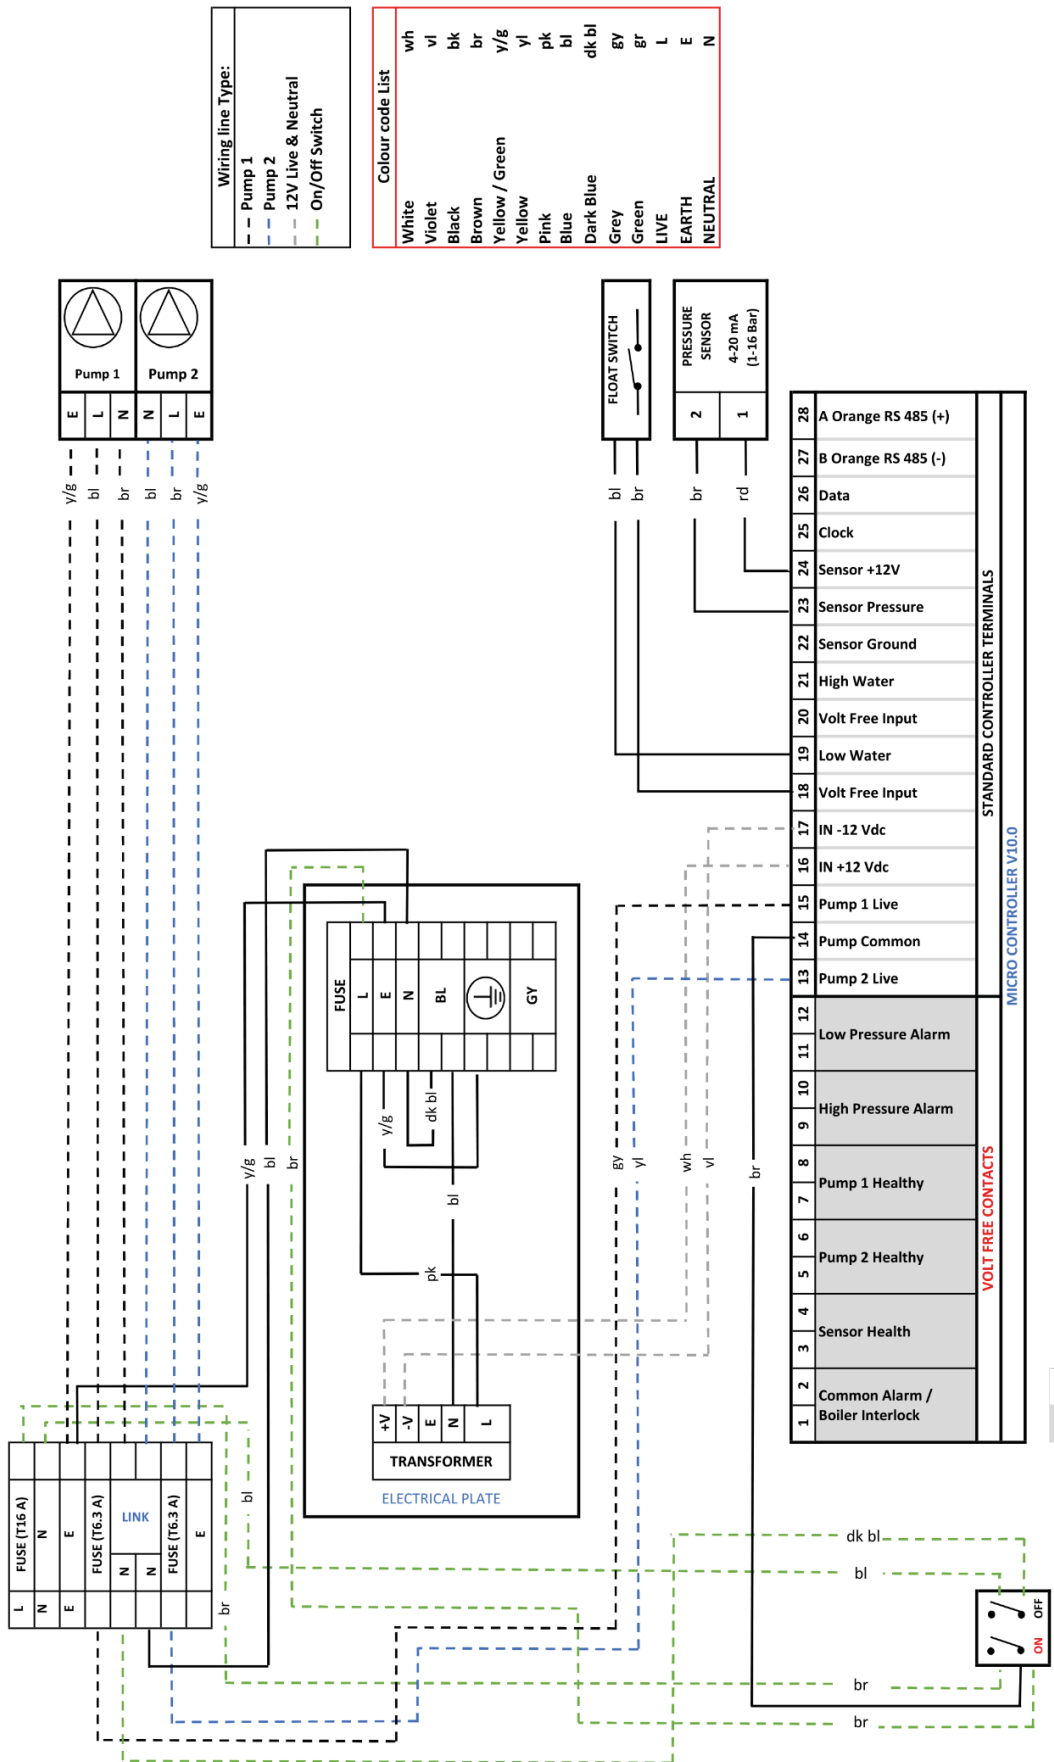 Wiring line Type:
Pump 1
Pump 2
12V Live & Neutral
On/Off Switch
Colour code List
White wh
Violet vl
Black bk
Brown br
Yellow / Green y/g
Yellow yl
Pink pk
Blue bl
Dark Blue dk bl
Grey gy
Green gr
LIVE L
EARTH E
NEUTRAL N
Pump 1 Pump 2
E L N N L E
y/g bl br bl br y/g
FLOAT SWITCH
bl br
PRESSURE
SENSOR
4-20 mA
(1-16 Bar)
2 1
br rd
28 A Orange RS 485 (+)
27 B Orange RS 485 (-)
26 Data
25 Clock
24 Sensor +12V
23 Sensor Pressure
22 Sensor Ground
21 High Water
20 Volt Free Input
19 Low Water
18 Volt Free Input
17 IN -12 Vdc
16 IN +12 Vdc
15 Pump 1 Live
14 Pump Common
13 Pump 2 Live
12 11 Low Pressure Alarm
10 9 High Pressure Alarm
8 7 Pump 1 Healthy
6 5 Pump 2 Healthy
4 3 Sensor Health
2 1 Common Alarm /
Boiler Interlock
STANDARD CONTROLLER TERMINALS
VOLT FREE CONTACTS
MICRO CONTROLLER V10.0
FUSE
L E N BL GY
y/g dk bl
bl
pk
y/g bl br
gy yl wh vl br
+V -V E N L
TRANSFORMER
ELECTRICAL PLATE
FUSE (T16 A) N E FUSE (T6.3 A) LINK FUSE (T6.3 A) E
L N E N N
bl
br
dk bl
bl
br
br
OFF
ON